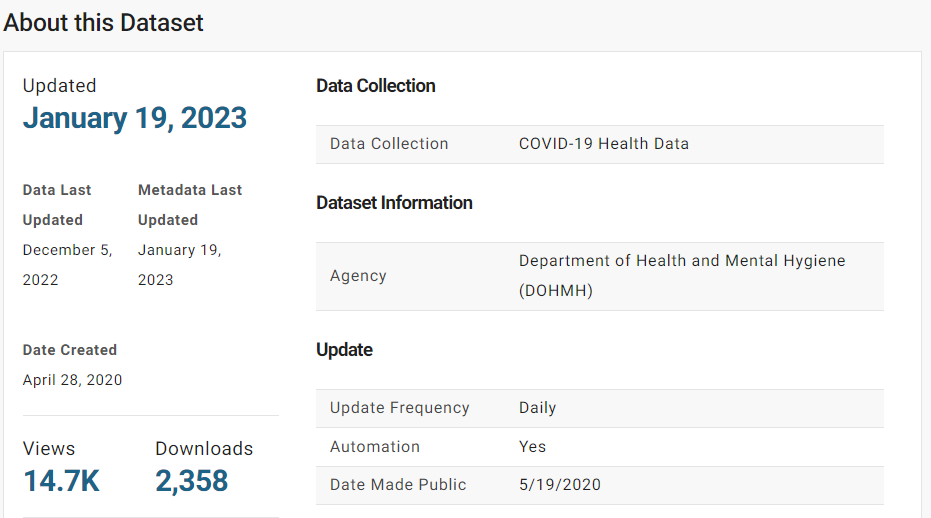 About this Dataset
Updated
January 19, 2023
Data Last
Updated
December 5,
2022
Metadata Last
Updated
January 19,
2023
Date Created
April 28, 2020
Views
14.7K
Downloads
2,358
Data Collection
Data Collection COVID-19 Health Data
Dataset Information
Agency Department of Health and Mental Hygiene
(DOHMH)
Update
Update Frequency Daily
Automation Yes
Date Made Public 5/19/2020